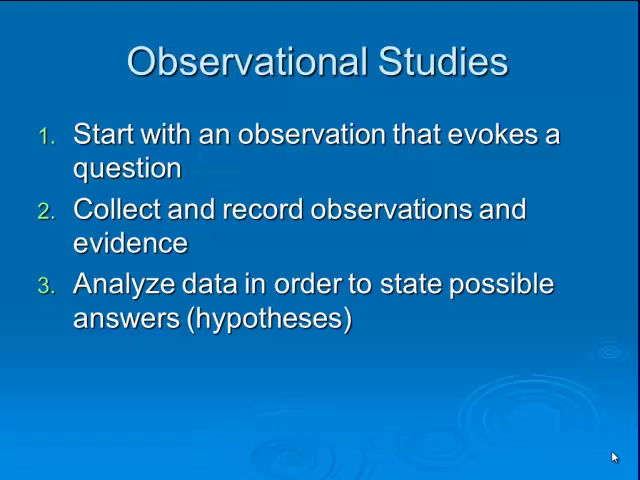 Observational Studies
1. Start with an observation that evokes a
question
2. Collect and record observations and
evidence
3. Analyze data in order to state possible
answers (hypotheses)